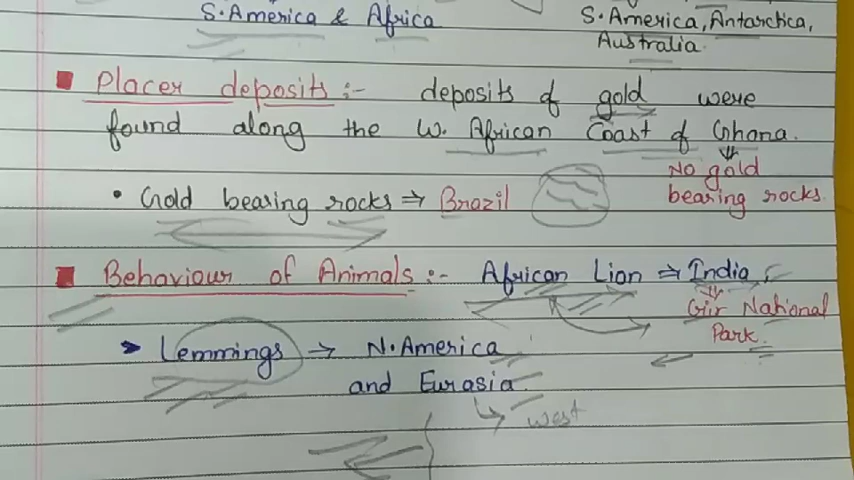 S.America & Africa
S.America, Antarctica,
Australia.
Placer deposits :- deposits of gold were
found along the W. African Coast of Ghana.
No gold
bearing rocks.
• Gold bearing rocks ⇒ Brazil
Behaviour of Animals :- African Lion ⇒ India,
Gir National
Park.
➤ Lemmings → N.America
and Eurasia
west